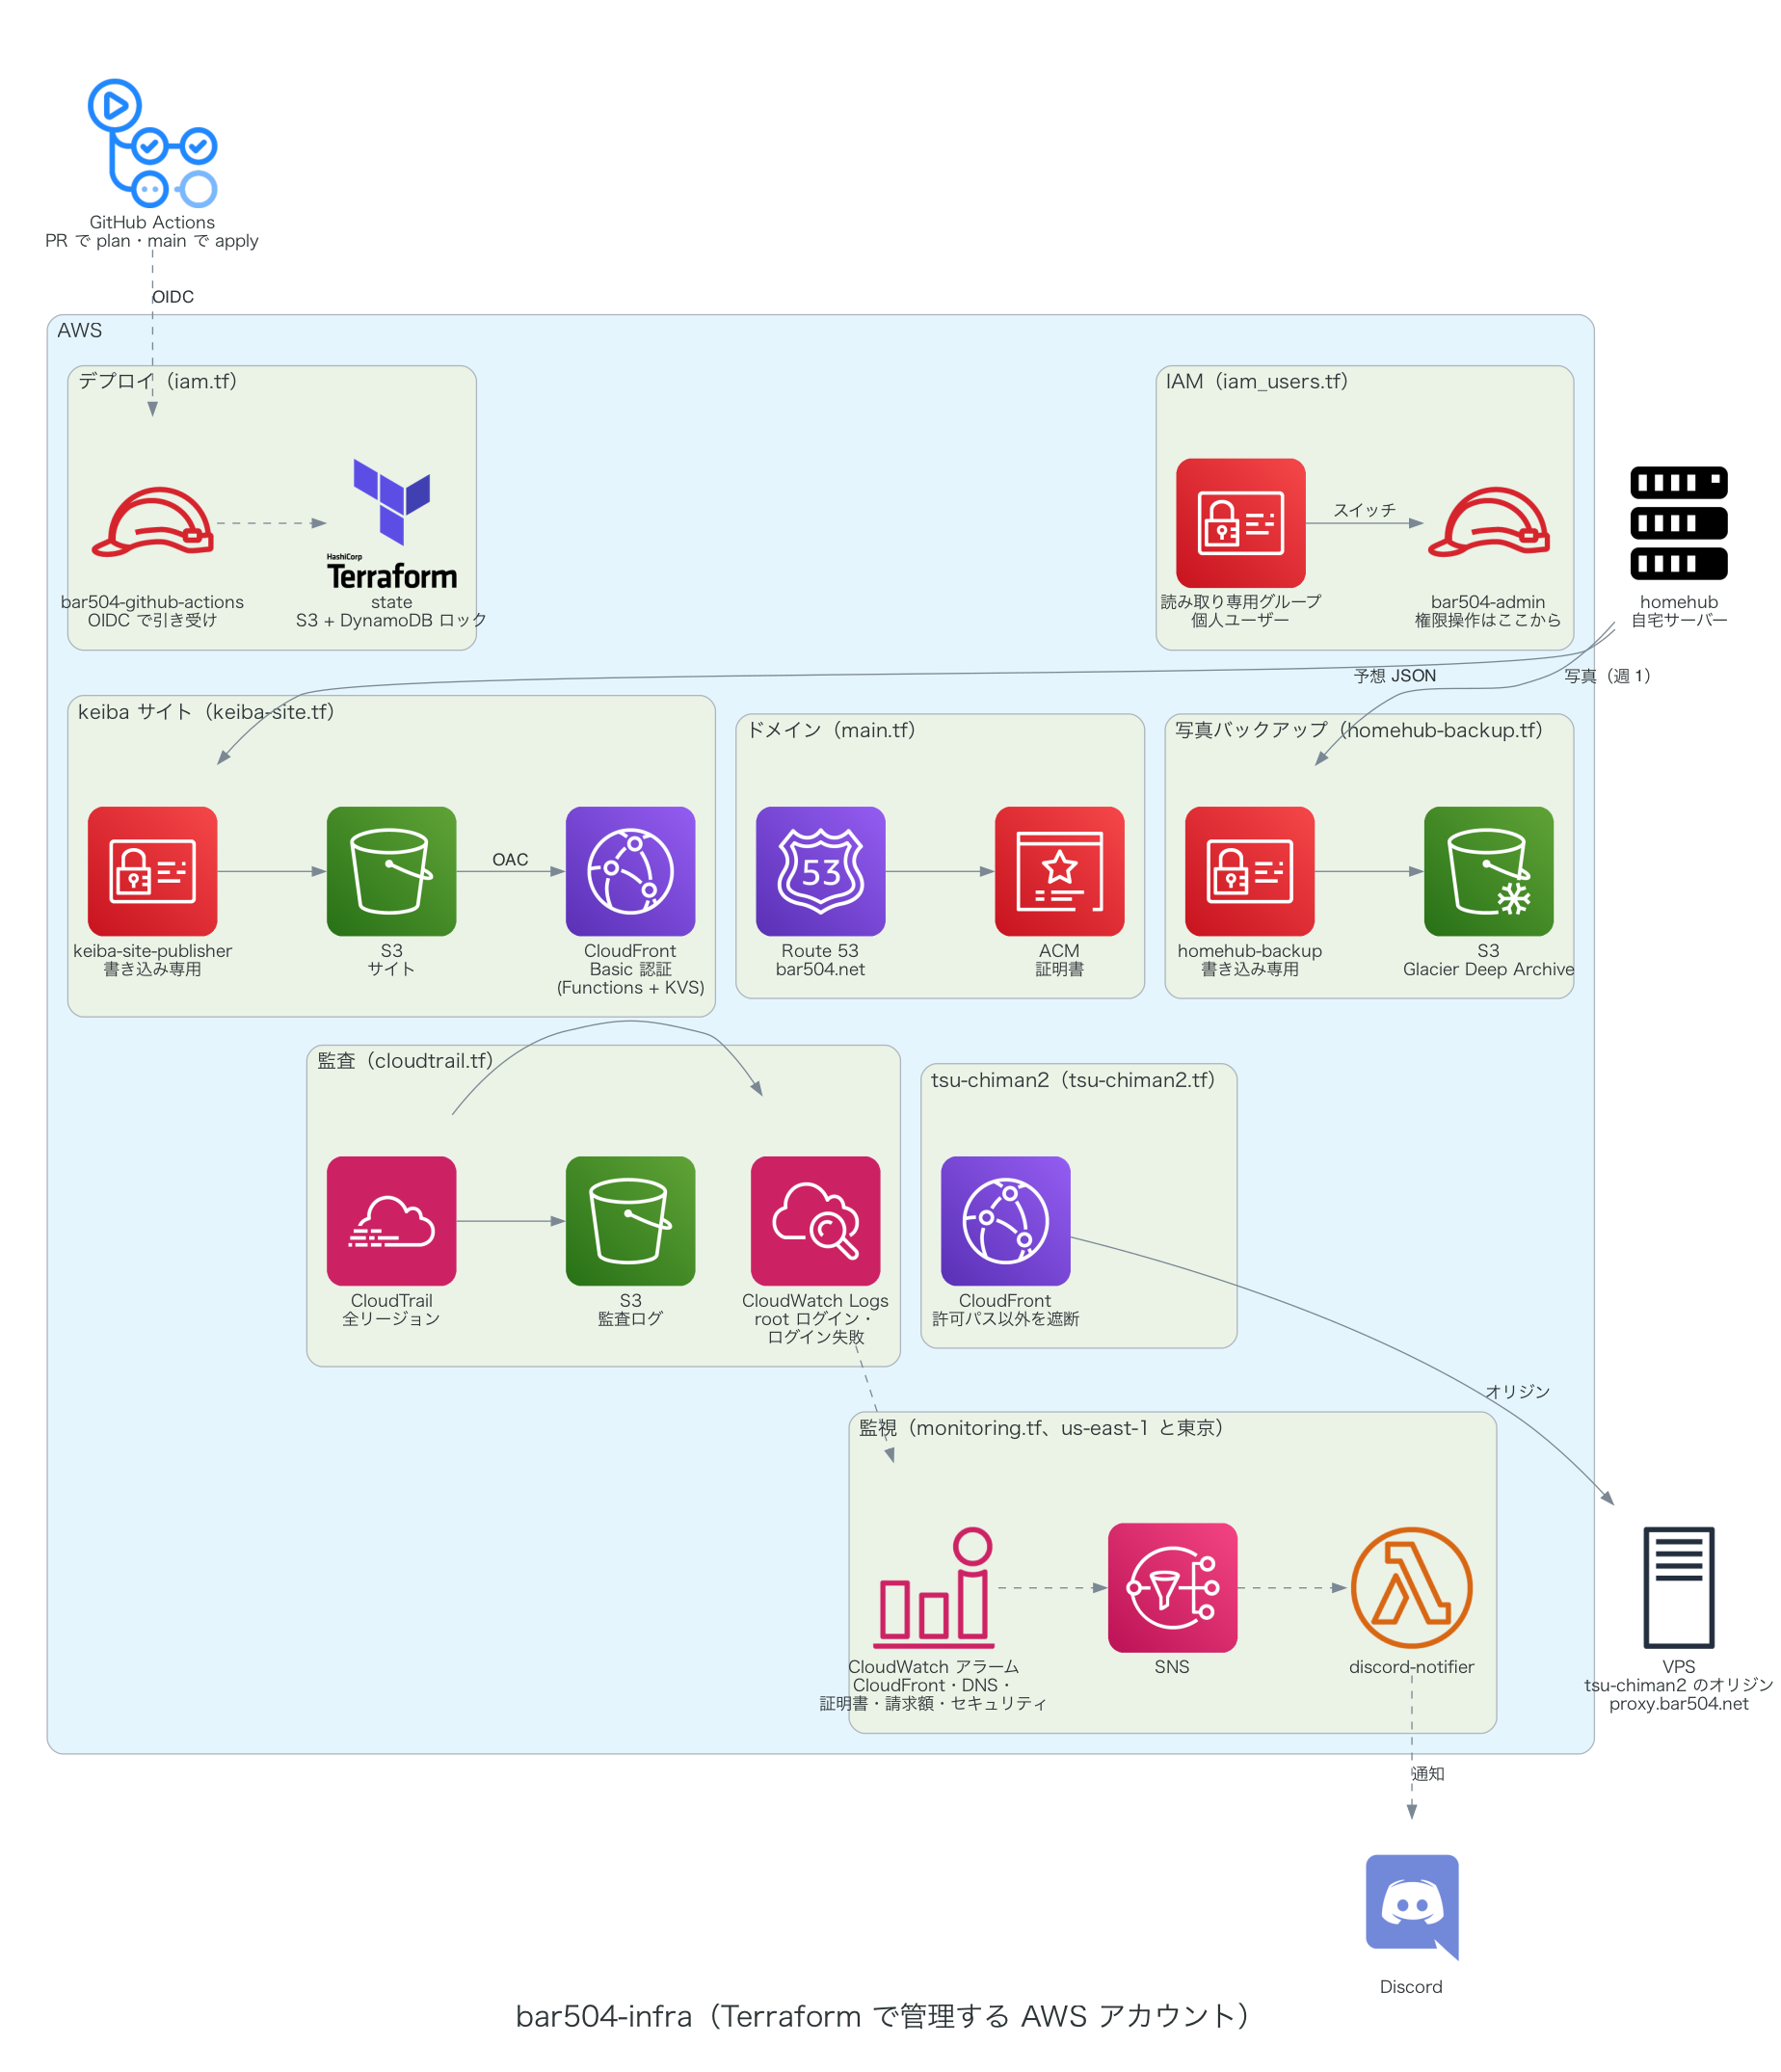 GitHub Actions
PR で plan・main で apply
OIDC
AWS
デプロイ（iam.tf）
IAM（iam_users.tf）
HashiCorp
Terraform
bar504-github-actions
OIDC で引き受け
state
S3 + DynamoDB ロック
スイッチ
読み取り専用グループ
個人ユーザー
bar504-admin
権限操作はここから
homehub
自宅サーバー
予想 JSON
写真（週 1）
keiba サイト（keiba-site.tf）
ドメイン（main.tf）
写真バックアップ（homehub-backup.tf）
OAC
53
keiba-site-publisher
書き込み専用
S3
サイト
CloudFront
Basic 認証
(Functions + KVS)
Route 53
bar504.net
ACM
証明書
homehub-backup
書き込み専用
S3
Glacier Deep Archive
監査（cloudtrail.tf）
tsu-chiman2（tsu-chiman2.tf）
CloudTrail
全リージョン
S3
監査ログ
CloudWatch Logs
root ログイン・
ログイン失敗
CloudFront
許可パス以外を遮断
オリジン
監視（monitoring.tf、us-east-1 と東京）
CloudWatch アラーム
CloudFront・DNS・
証明書・請求額・セキュリティ
SNS
discord-notifier
VPS
tsu-chiman2 のオリジン
proxy.bar504.net
通知
Discord
bar504-infra（Terraform で管理する AWS アカウント）